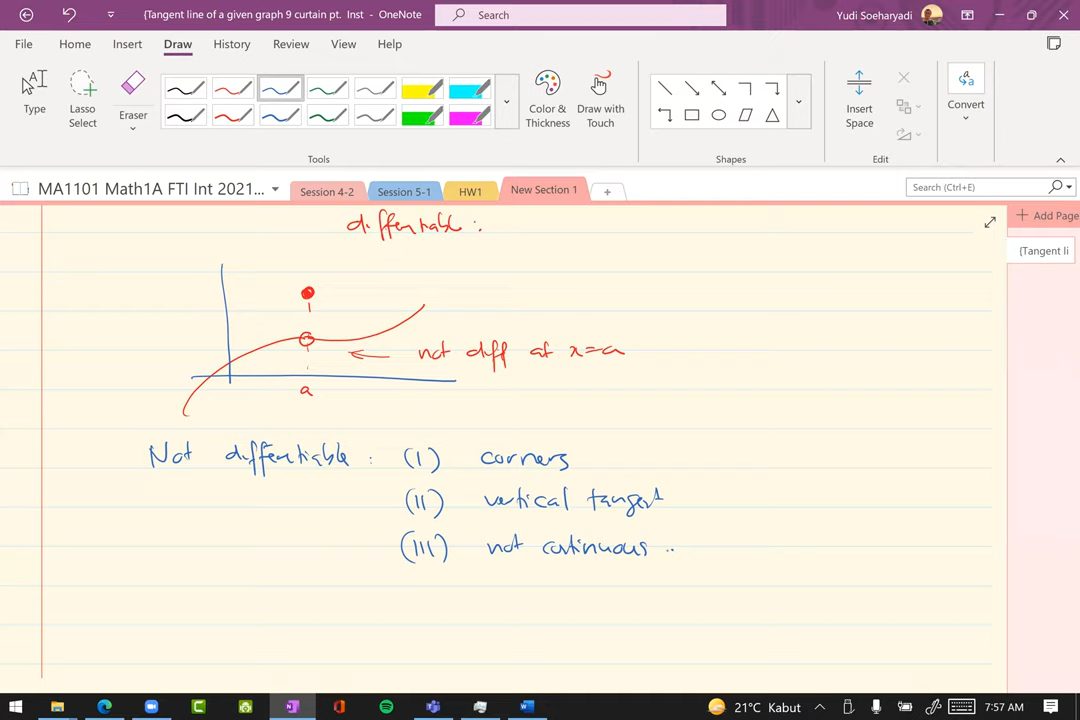 {Tangent line of a given graph 9 curtain pt. Inst - OneNote
Search
Yudi Soeharyadi
File Home Insert Draw History Review View Help
Type
Lasso Select
Eraser
Color & Thickness
Draw with Touch
Insert Space
Convert
Tools
Shapes
Edit
MA1101 Math1A FTI Int 2021...
Session 4-2
Session 5-1
HW1
New Section 1
+
Search (Ctrl+E)
Add Page
{Tangent li
differentiable :
not diff at x=a
a
Not differentiable : (I) corners
(II) vertical tangent
(III) not continuous ..
21°C Kabut
7:57 AM